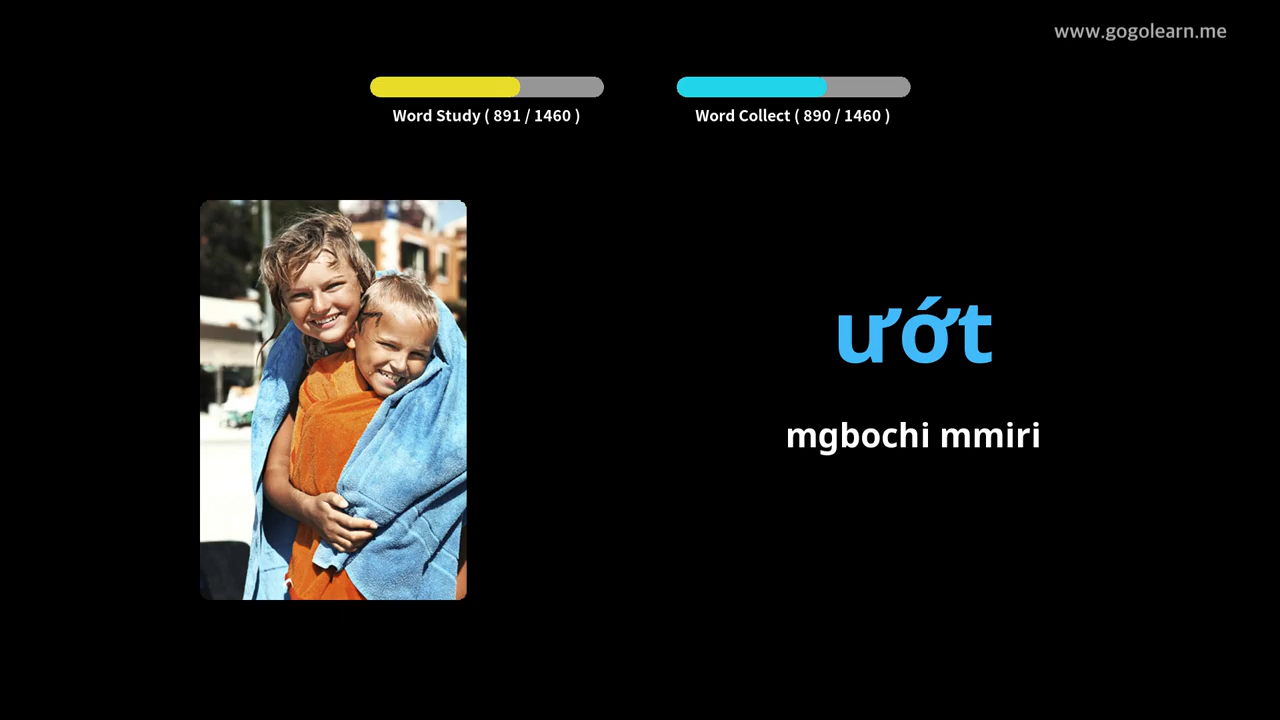 www.gogolearn.me
Word Study ( 891 / 1460 )
Word Collect ( 890 / 1460 )
ướt
mgbochi mmiri